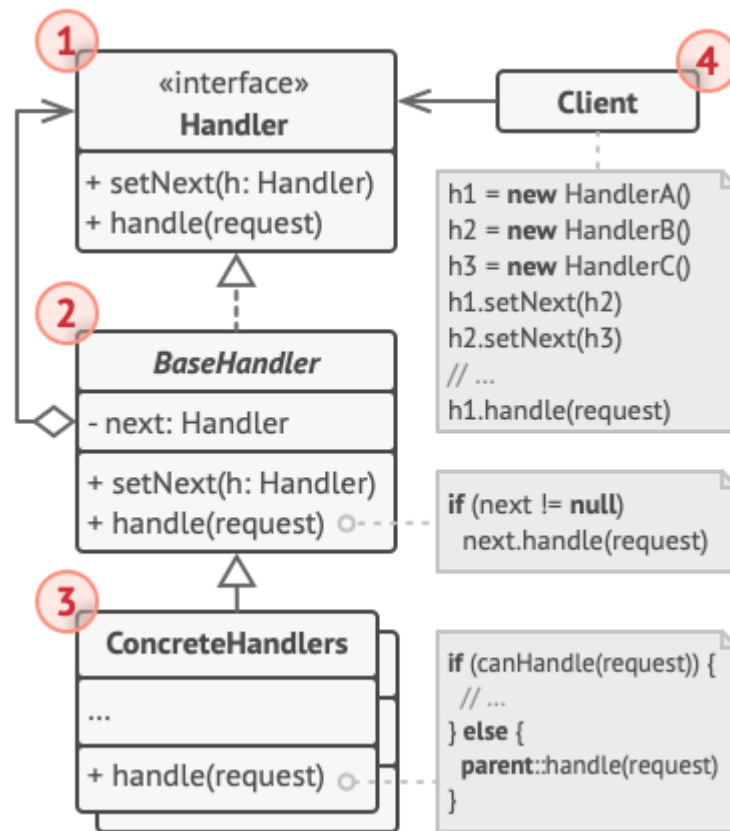 1
«interface»
Handler
+ setNext(h: Handler)
+ handle(request)
4
Client
h1 = new HandlerA()
h2 = new HandlerB()
h3 = new HandlerC()
h1.setNext(h2)
h2.setNext(h3)
// ...
h1.handle(request)
2
BaseHandler
- next: Handler
+ setNext(h: Handler)
+ handle(request)
if (next != null)
next.handle(request)
3
ConcreteHandlers
...
+ handle(request)
if (canHandle(request)) {
// ...
} else {
parent::handle(request)
}